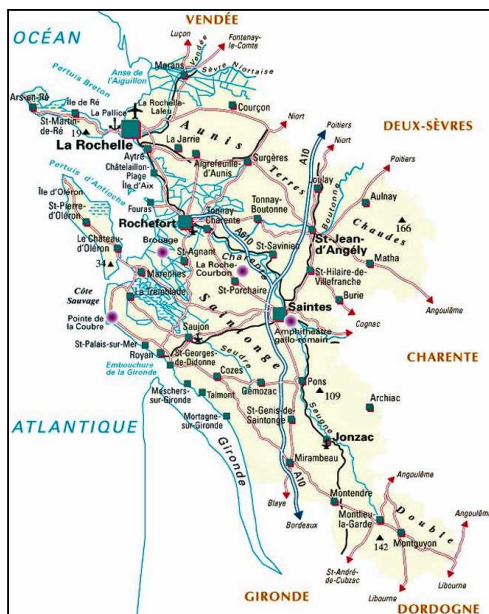 VENDÉE
OCÉAN
Luçon
Fontenay-
le-Comte
Vendée
Marans
Sèvre Niortaise
Anse de
l'Aiguillon
Pertuis Breton
Ars-en-Ré
Île de Ré
La Pallice
La Rochelle-
Laleu
Courçon
St-Martin-
de-Ré
19
La Rochelle
Aunis
Niort
Poitiers
DEUX-SÈVRES
La Jarrie
Aytré
Aigrefeuille-
d'Aunis
Surgères
A10
Niort
Poitiers
Châtelaillon-
Plage
Terres
Pertuis d'Antioche
Île d'Aix
Île d'Oléron
Loulay
Boutonne
Aulnay
St-Pierre-
d'Oléron
Fouras
Tonnay-
Charente
Tonnay-
Boutonne
Chaudes
166
Rochefort
A610
St-Jean-
d'Angély
Le Château-
d'Oléron
Brouage
Charente
St-Savinien
Matha
34
St-Agnant
La Roche-
Courbon
St-Hilaire-de-
Villefranche
Marennes
Burie
Angoulême
Côte
Sauvage
La Tremblade
St-Porchaire
Saintes
Pointe de
la Coubre
Saintonge
Cognac
Amphithéâtre
gallo-romain
Saujon
St-Palais-sur-Mer
Royan
St-Georges-
de-Didonne
Seudre
CHARENTE
Embouchure
de la Gironde
Cozes
Gémozac
Pons
109
Meschers-
sur-Gironde
Talmont
Archiac
ATLANTIQUE
Mortagne-
sur-Gironde
St-Genis-de-
Saintonge
Seugne
Gironde
Jonzac
Mirambeau
A10
Angoulême
Blaye
Montendre
Bordeaux
Montlieu-
la-Garde
Double
Angoulême
142
Montguyon
St-André-
de-Cubzac
Libourne
Libourne
GIRONDE
DORDOGNE